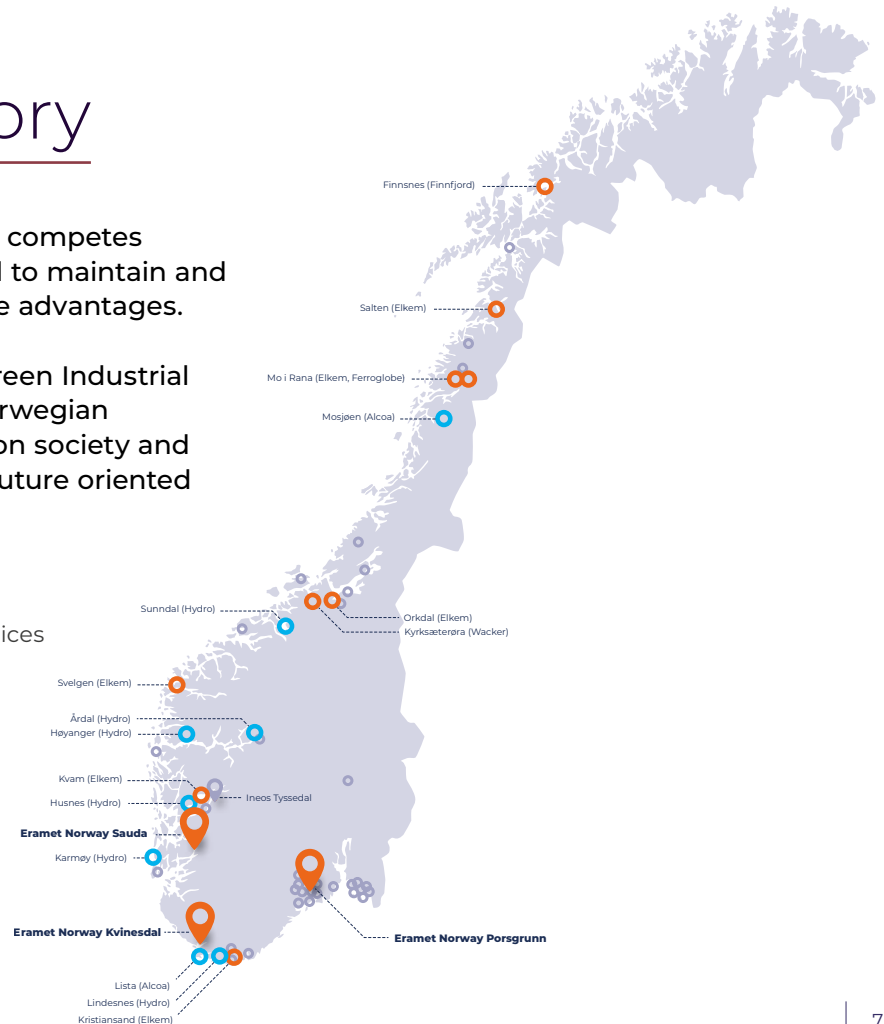 ory
competes
to maintain and
e advantages.
reen Industrial
rwegian
on society and
uture oriented
ices
Finnsnes (Finnfjord)
Salten (Elkem)
Mo i Rana (Elkem, Ferroglobe)
Mosjøen (Alcoa)
Sunndal (Hydro)
Orkdal (Elkem)
Kyrksæterøra (Wacker)
Svelgen (Elkem)
Årdal (Hydro)
Høyanger (Hydro)
Kvam (Elkem)
Husnes (Hydro)
Ineos Tyssedal
Eramet Norway Sauda
Karmøy (Hydro)
Eramet Norway Kvinesdal
Eramet Norway Porsgrunn
Lista (Alcoa)
Lindesnes (Hydro)
Kristiansand (Elkem)
7